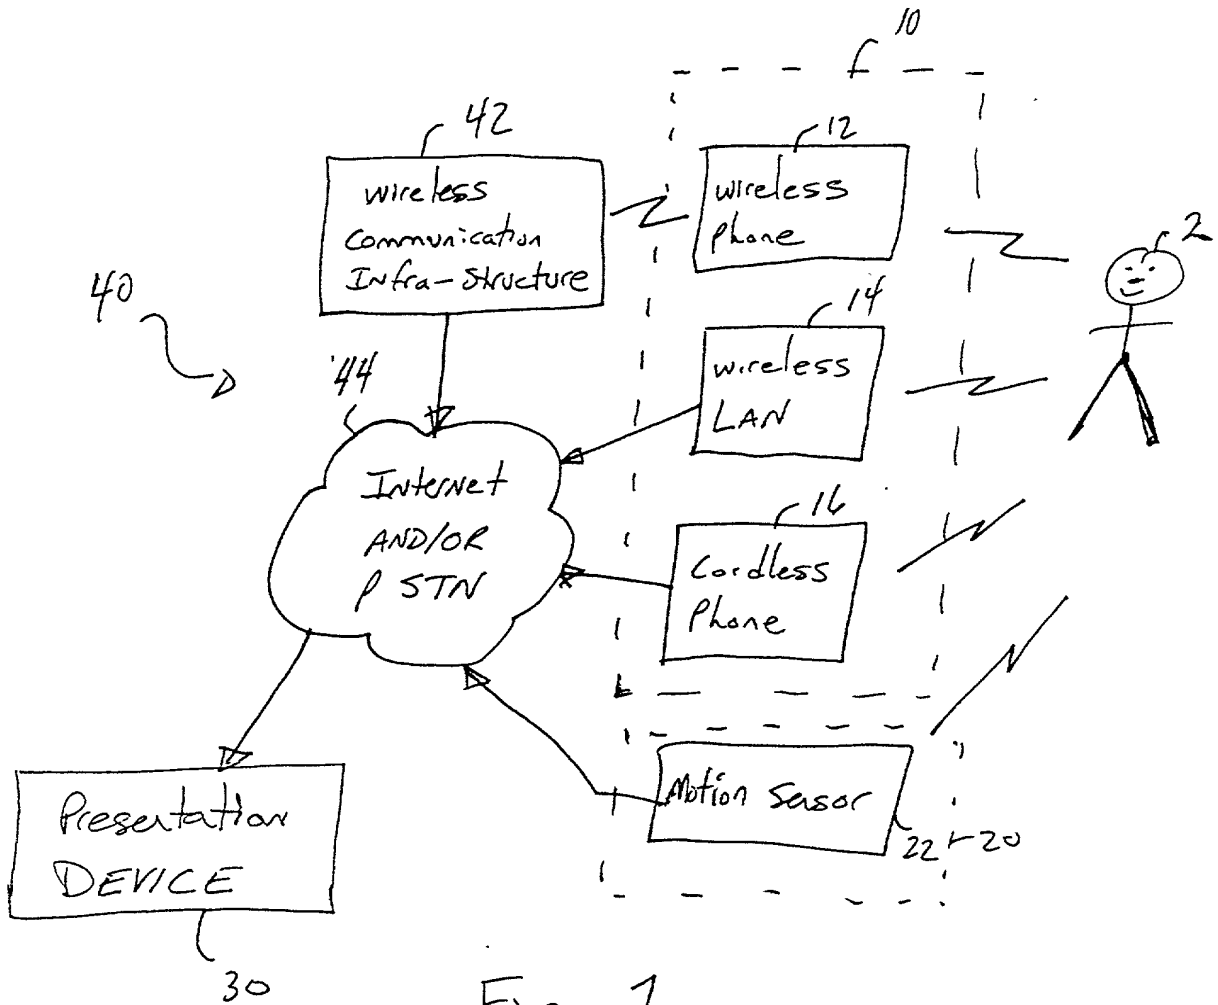 10
42
12
wireless
Communication
Infra-Structure
wireless
Phone
2
40
14
44
wireless
LAN
Internet
AND/OR
PSTN
16
Cordless
Phone
Motion Sensor
22
20
Presentation
DEVICE
30
Fig. 1